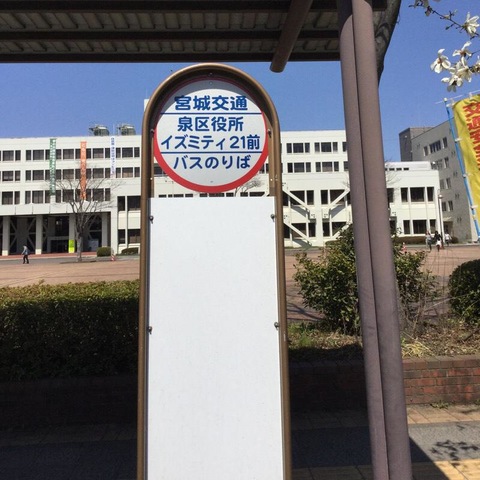 宮城交通
泉区役所
イズミティ21前
バスのりば